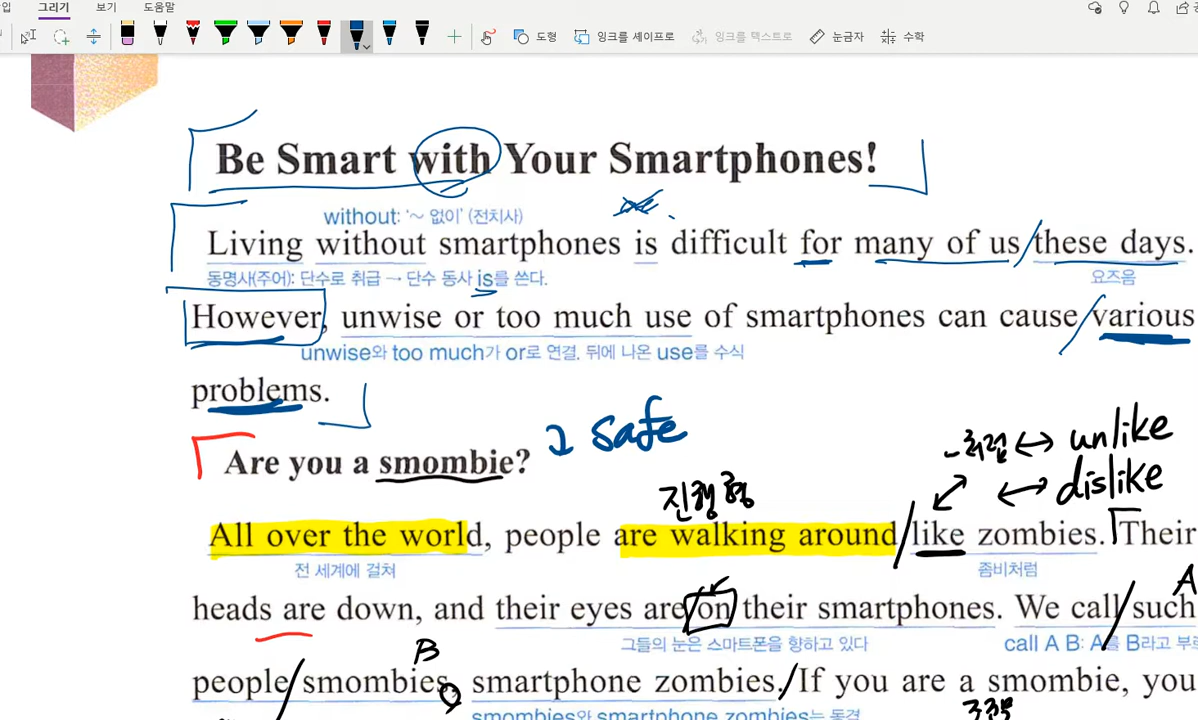 그리기 보기 도움말
도형 잉크를 셰이프로 잉크를 텍스트로 눈금자 수학
Be Smart with Your Smartphones!
without: '~ 없이' (전치사)
Living without smartphones is difficult for many of us these days.
동명사(주어): 단수로 취급 → 단수 동사 is를 쓴다. 요즈음
However, unwise or too much use of smartphones can cause various
unwise와 too much가 or로 연결. 뒤에 나온 use를 수식
problems.
safe
~처럼 ↔ unlike
Are you a smombie?
↔ dislike
진행형
All over the world, people are walking around like zombies. Their
전 세계에 걸쳐 좀비처럼
A
heads are down, and their eyes are on their smartphones. We call such
그들의 눈은 스마트폰을 향하고 있다 call A B: A를 B라고 부르
B
people smombies, smartphone zombies. If you are a smombie, you
smombies와 smartphone zombies는 동격